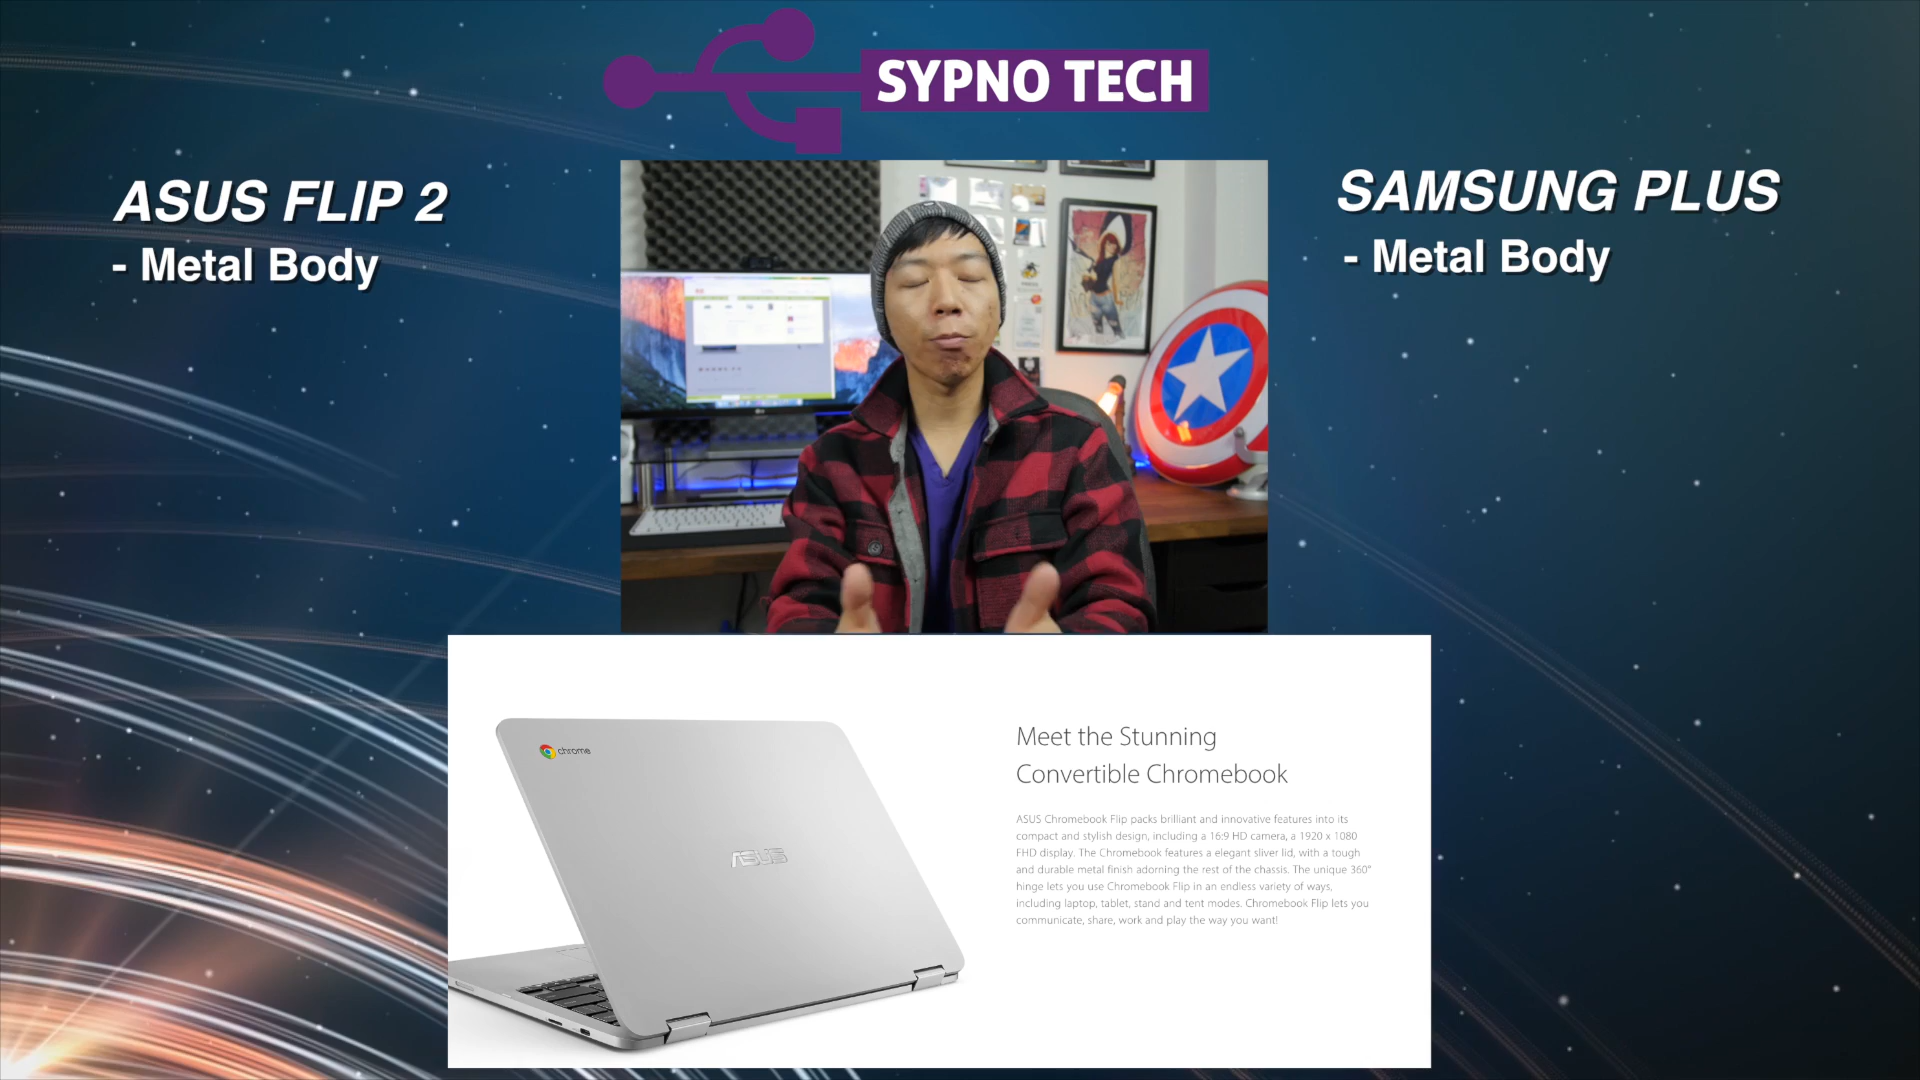 SYPNO TECH
ASUS FLIP 2
- Metal Body
SAMSUNG PLUS
- Metal Body
chrome
ASUS
Meet the Stunning
Convertible Chromebook
ASUS Chromebook Flip packs brilliant and innovative features into its
compact and stylish design, including a 16:9 HD camera, a 1920 x 1080
FHD display. The Chromebook features a elegant sliver lid, with a tough
and durable metal finish adorning the rest of the chassis. The unique 360°
hinge lets you use Chromebook Flip in an endless variety of ways,
including laptop, tablet, stand and tent modes. Chromebook Flip lets you
communicate, share, work and play the way you want!